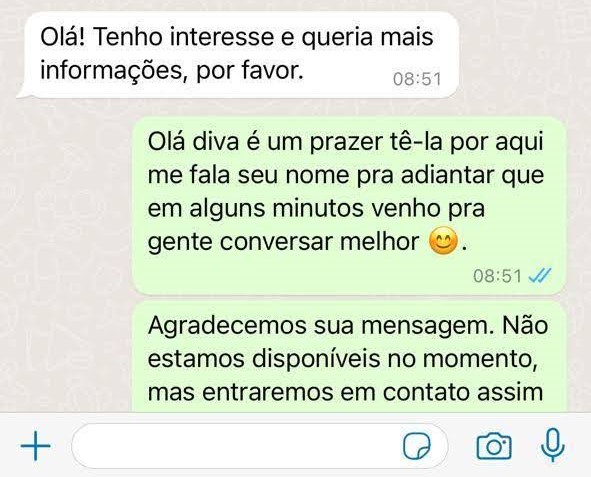 Olá! Tenho interesse e queria mais
informações, por favor.
08:51
Olá diva é um prazer tê-la por aqui
me fala seu nome pra adiantar que
em alguns minutos venho pra
gente conversar melhor 😊.
08:51
Agradecemos sua mensagem. Não
estamos disponíveis no momento,
mas entraremos em contato assim